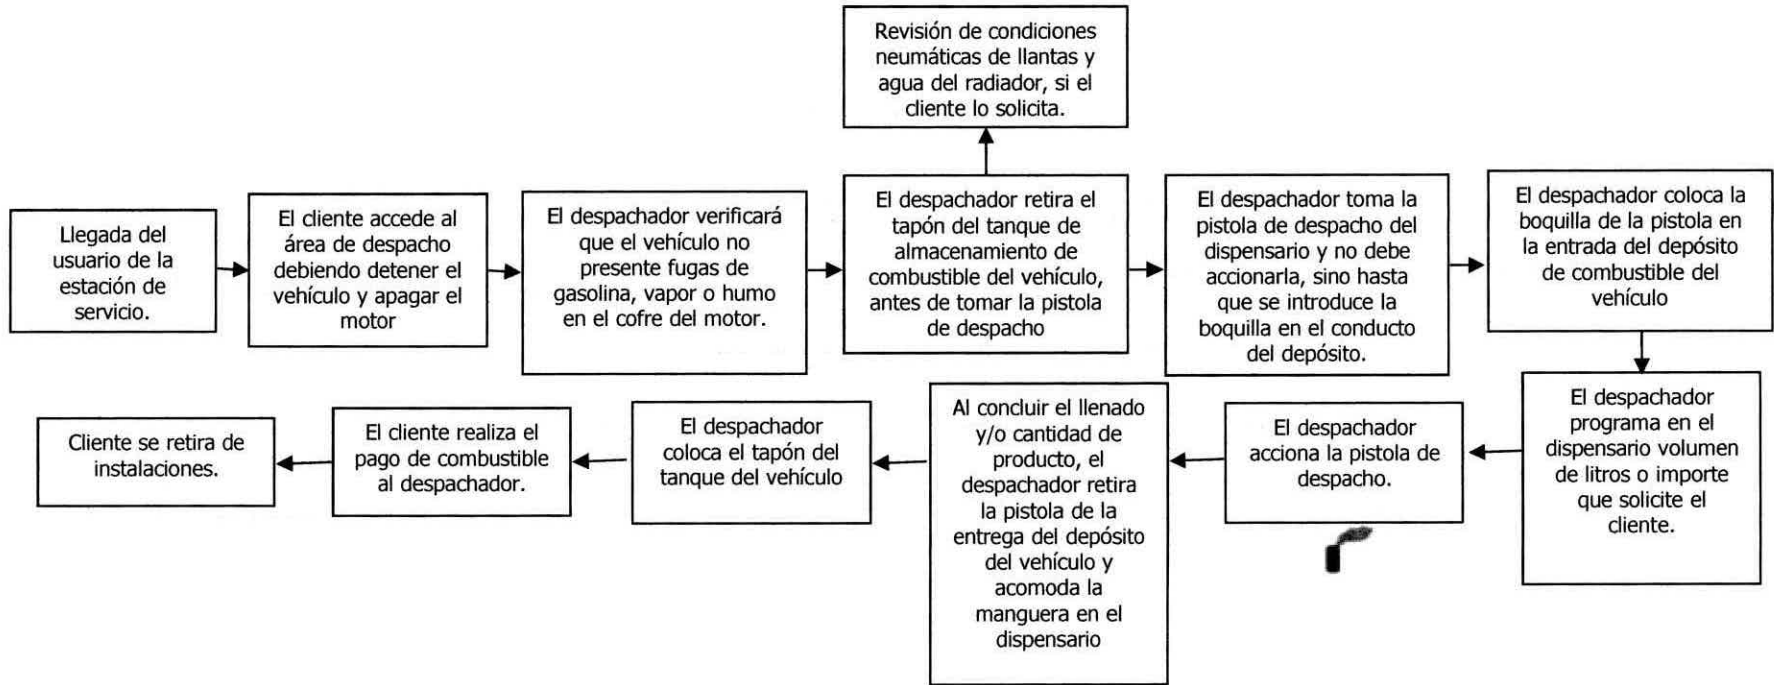 Revisión de condiciones
neumáticas de llantas y
agua del radiador, si el
cliente lo solicita.
Llegada del
usuario de la
estación de
servicio.
El cliente accede al
área de despacho
debiendo detener el
vehículo y apagar el
motor
El despachador verificará
que el vehículo no
presente fugas de
gasolina, vapor o humo
en el cofre del motor.
El despachador retira el
tapón del tanque de
almacenamiento de
combustible del vehículo,
antes de tomar la pistola
de despacho
El despachador toma la
pistola de despacho del
dispensario y no debe
accionarla, sino hasta
que se introduce la
boquilla en el conducto
del depósito.
El despachador coloca la
boquilla de la pistola en
la entrada del depósito
de combustible del
vehículo
El despachador
programa en el
dispensario volumen
de litros o importe
que solicite el
cliente.
El despachador
acciona la pistola de
despacho.
Al concluir el llenado
y/o cantidad de
producto, el
despachador retira
la pistola de la
entrega del depósito
del vehículo y
acomoda la
manguera en el
dispensario
El despachador
coloca el tapón del
tanque del vehículo
El cliente realiza el
pago de combustible
al despachador.
Cliente se retira de
instalaciones.